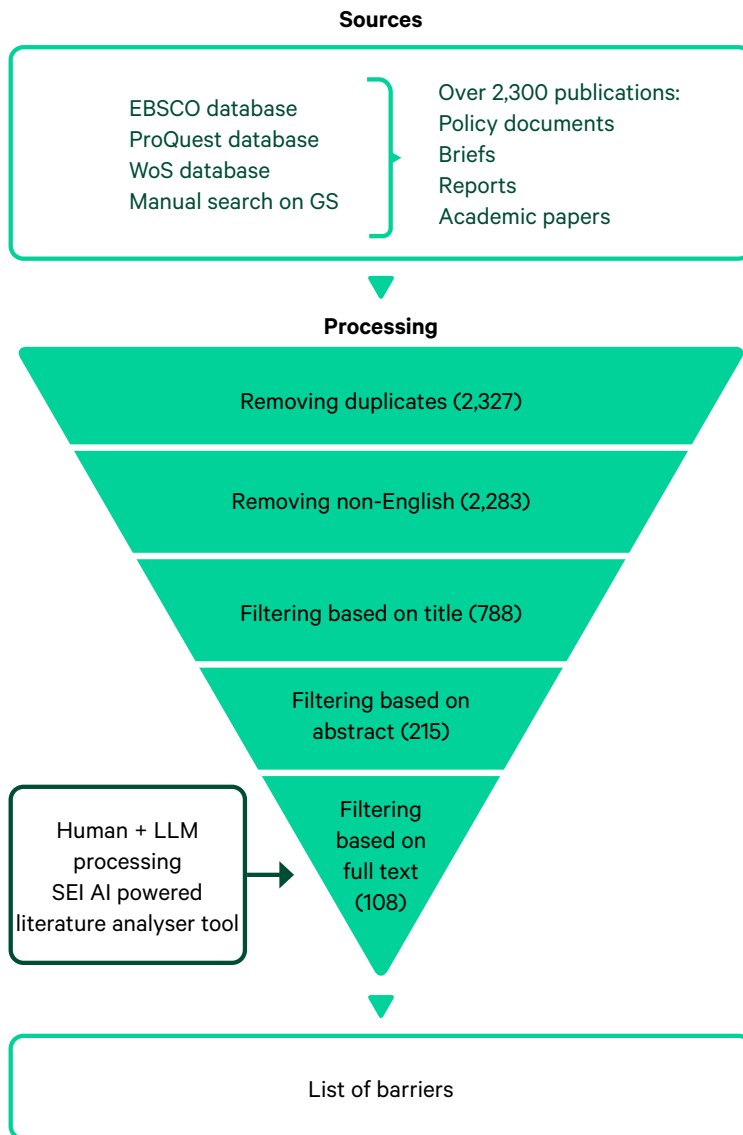 Sources
EBSCO database
ProQuest database
WoS database
Manual search on GS
Over 2,300 publications:
Policy documents
Briefs
Reports
Academic papers
Processing
Removing duplicates (2,327)
Removing non-English (2,283)
Filtering based on title (788)
Filtering based on
abstract (215)
Filtering
based on
full text
(108)
Human + LLM
processing
SEI AI powered
literature analyser tool
List of barriers